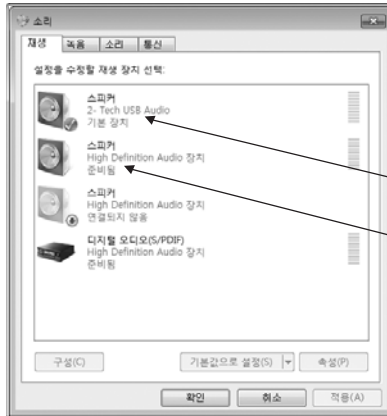 소리
재생 녹음 소리 통신
설정을 수정할 재생 장치 선택:
스피커
2- Tech USB Audio
기본 장치
스피커
High Definition Audio 장치
준비됨
스피커
High Definition Audio 장치
연결되지 않음
디지털 오디오(S/PDIF)
High Definition Audio 장치
준비됨
구성(C) 기본값으로 설정(S) 속성(P)
확인 취소 적용(A)